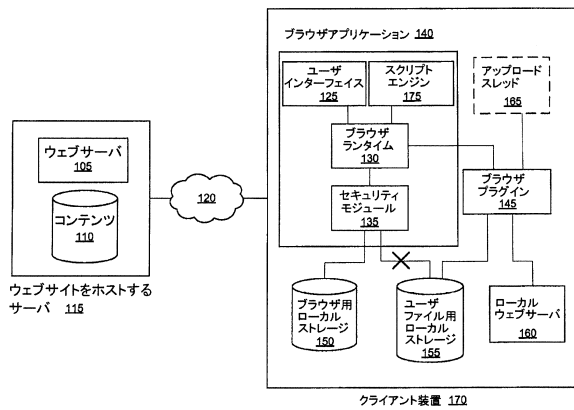 ブラウザアプリケーション 140
ユーザ
インターフェイス
125
スクリプト
エンジン
175
アップロード
スレッド
165
ブラウザ
ランタイム
130
ウェブサーバ
105
コンテンツ
110
120
セキュリティ
モジュール
135
ブラウザ
プラグイン
145
ウェブサイトをホストする
サーバ 115
ブラウザ用
ローカル
ストレージ
150
ユーザ
ファイル用
ローカル
ストレージ
155
ローカル
ウェブサーバ
160
クライアント装置 170